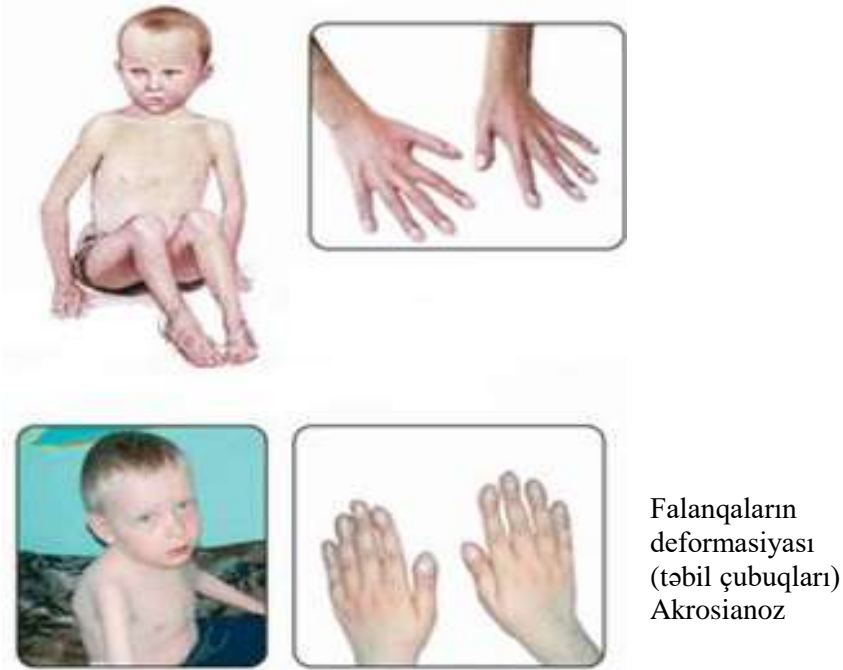 Falanqaların
deformasiyası
(təbil çubuqları)
Akrosianoz